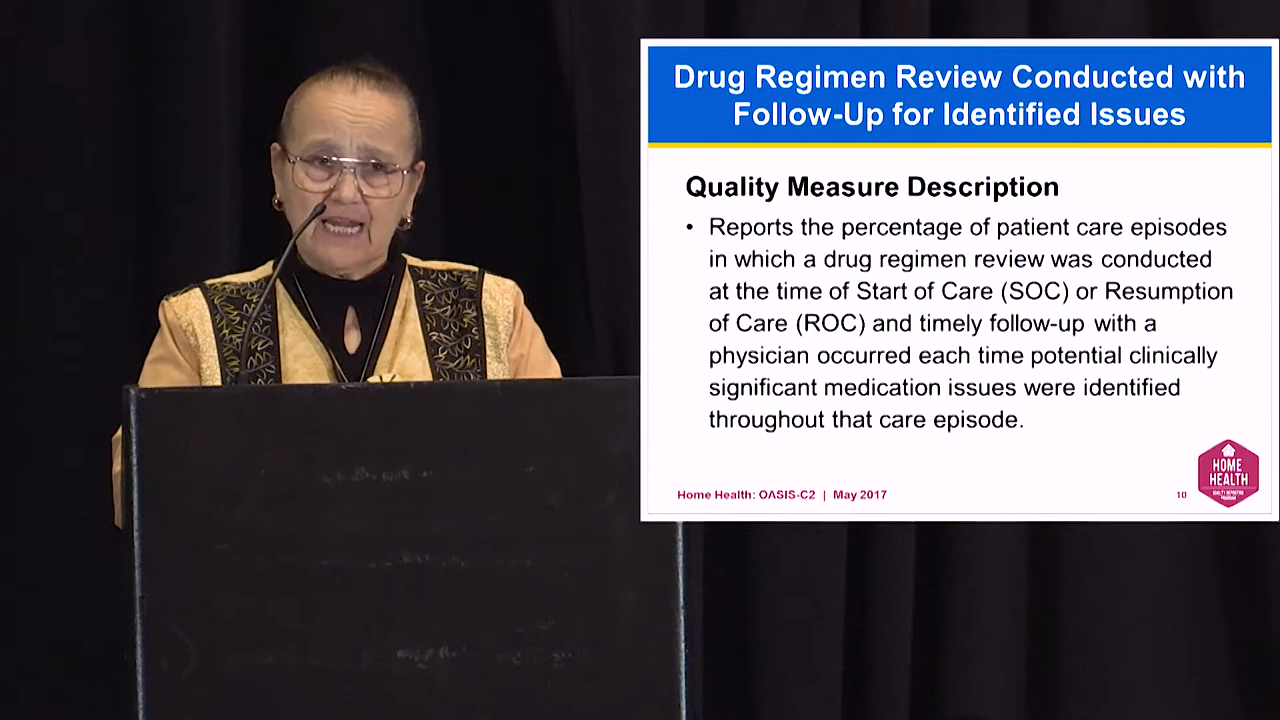 Drug Regimen Review Conducted with
Follow-Up for Identified Issues
Quality Measure Description
• Reports the percentage of patient care episodes
in which a drug regimen review was conducted
at the time of Start of Care (SOC) or Resumption
of Care (ROC) and timely follow-up with a
physician occurred each time potential clinically
significant medication issues were identified
throughout that care episode.
Home Health: OASIS-C2 | May 2017
10
HOME
HEALTH
QUALITY REPORTING
PROGRAM